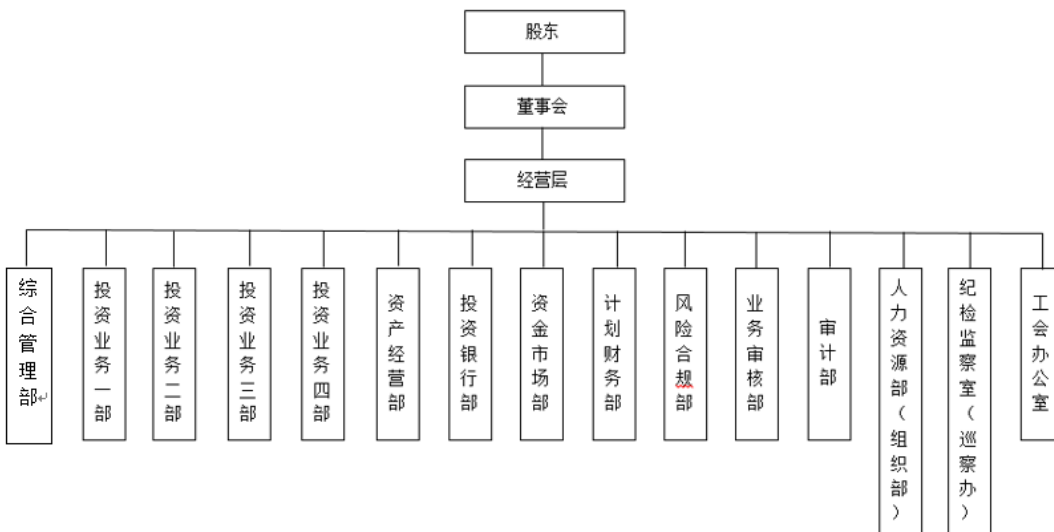 股东
董事会
经营层
综合管理部
投资业务一部
投资业务二部
投资业务三部
投资业务四部
资产经营部
投资银行部
资金市场部
计划财务部
风险合规部
业务审核部
审计部
人力资源部（组织部）
纪检监察室（巡察办）
工会办公室